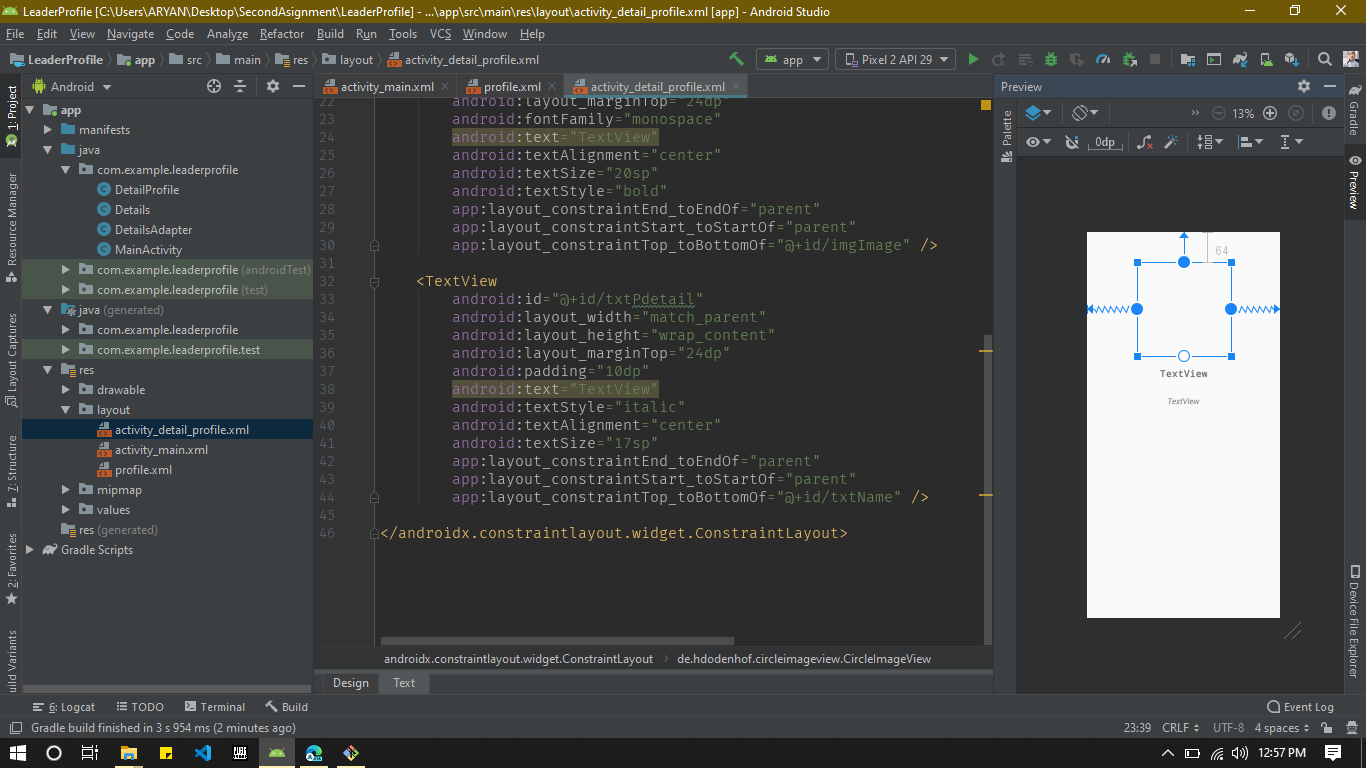 LeaderProfile [C:\Users\ARYAN\Desktop\SecondAsignment\LeaderProfile] - ...\app\src\main\res\layout\activity_detail_profile.xml [app] - Android Studio
File Edit View Navigate Code Analyze Refactor Build Run Tools VCS Window Help
LeaderProfile app src main res layout activity_detail_profile.xml app Pixel 2 API 29
Android activity_main.xml profile.xml activity_detail_profile.xml Preview
1: Project
Resource Manager
Layout Captures
7: Structure
2: Favorites
uild Variants
app
manifests
java
com.example.leaderprofile
DetailProfile
Details
DetailsAdapter
MainActivity
com.example.leaderprofile (androidTest)
com.example.leaderprofile (test)
java (generated)
com.example.leaderprofile
com.example.leaderprofile.test
res
drawable
layout
activity_detail_profile.xml
activity_main.xml
profile.xml
mipmap
values
res (generated)
Gradle Scripts
22 android:layout_marginTop="24dp"
23 android:fontFamily="monospace"
24 android:text="TextView"
25 android:textAlignment="center"
26 android:textSize="20sp"
27 android:textStyle="bold"
28 app:layout_constraintEnd_toEndOf="parent"
29 app:layout_constraintStart_toStartOf="parent"
30 app:layout_constraintTop_toBottomOf="@+id/imgImage" />
31
32 <TextView
33 android:id="@+id/txtPdetail"
34 android:layout_width="match_parent"
35 android:layout_height="wrap_content"
36 android:layout_marginTop="24dp"
37 android:padding="10dp"
38 android:text="TextView"
39 android:textStyle="italic"
40 android:textAlignment="center"
41 android:textSize="17sp"
42 app:layout_constraintEnd_toEndOf="parent"
43 app:layout_constraintStart_toStartOf="parent"
44 app:layout_constraintTop_toBottomOf="@+id/txtName" />
45
46 </androidx.constraintlayout.widget.ConstraintLayout>
androidx.constraintlayout.widget.ConstraintLayout de.hdodenhof.circleimageview.CircleImageView
Design Text
Palette
» 13%
0dp
64
TextView
TextView
Gradle
Preview
Device File Explorer
6: Logcat TODO Terminal Build Event Log
Gradle build finished in 3 s 954 ms (2 minutes ago) 23:39 CRLF UTF-8 4 spaces
12:57 PM